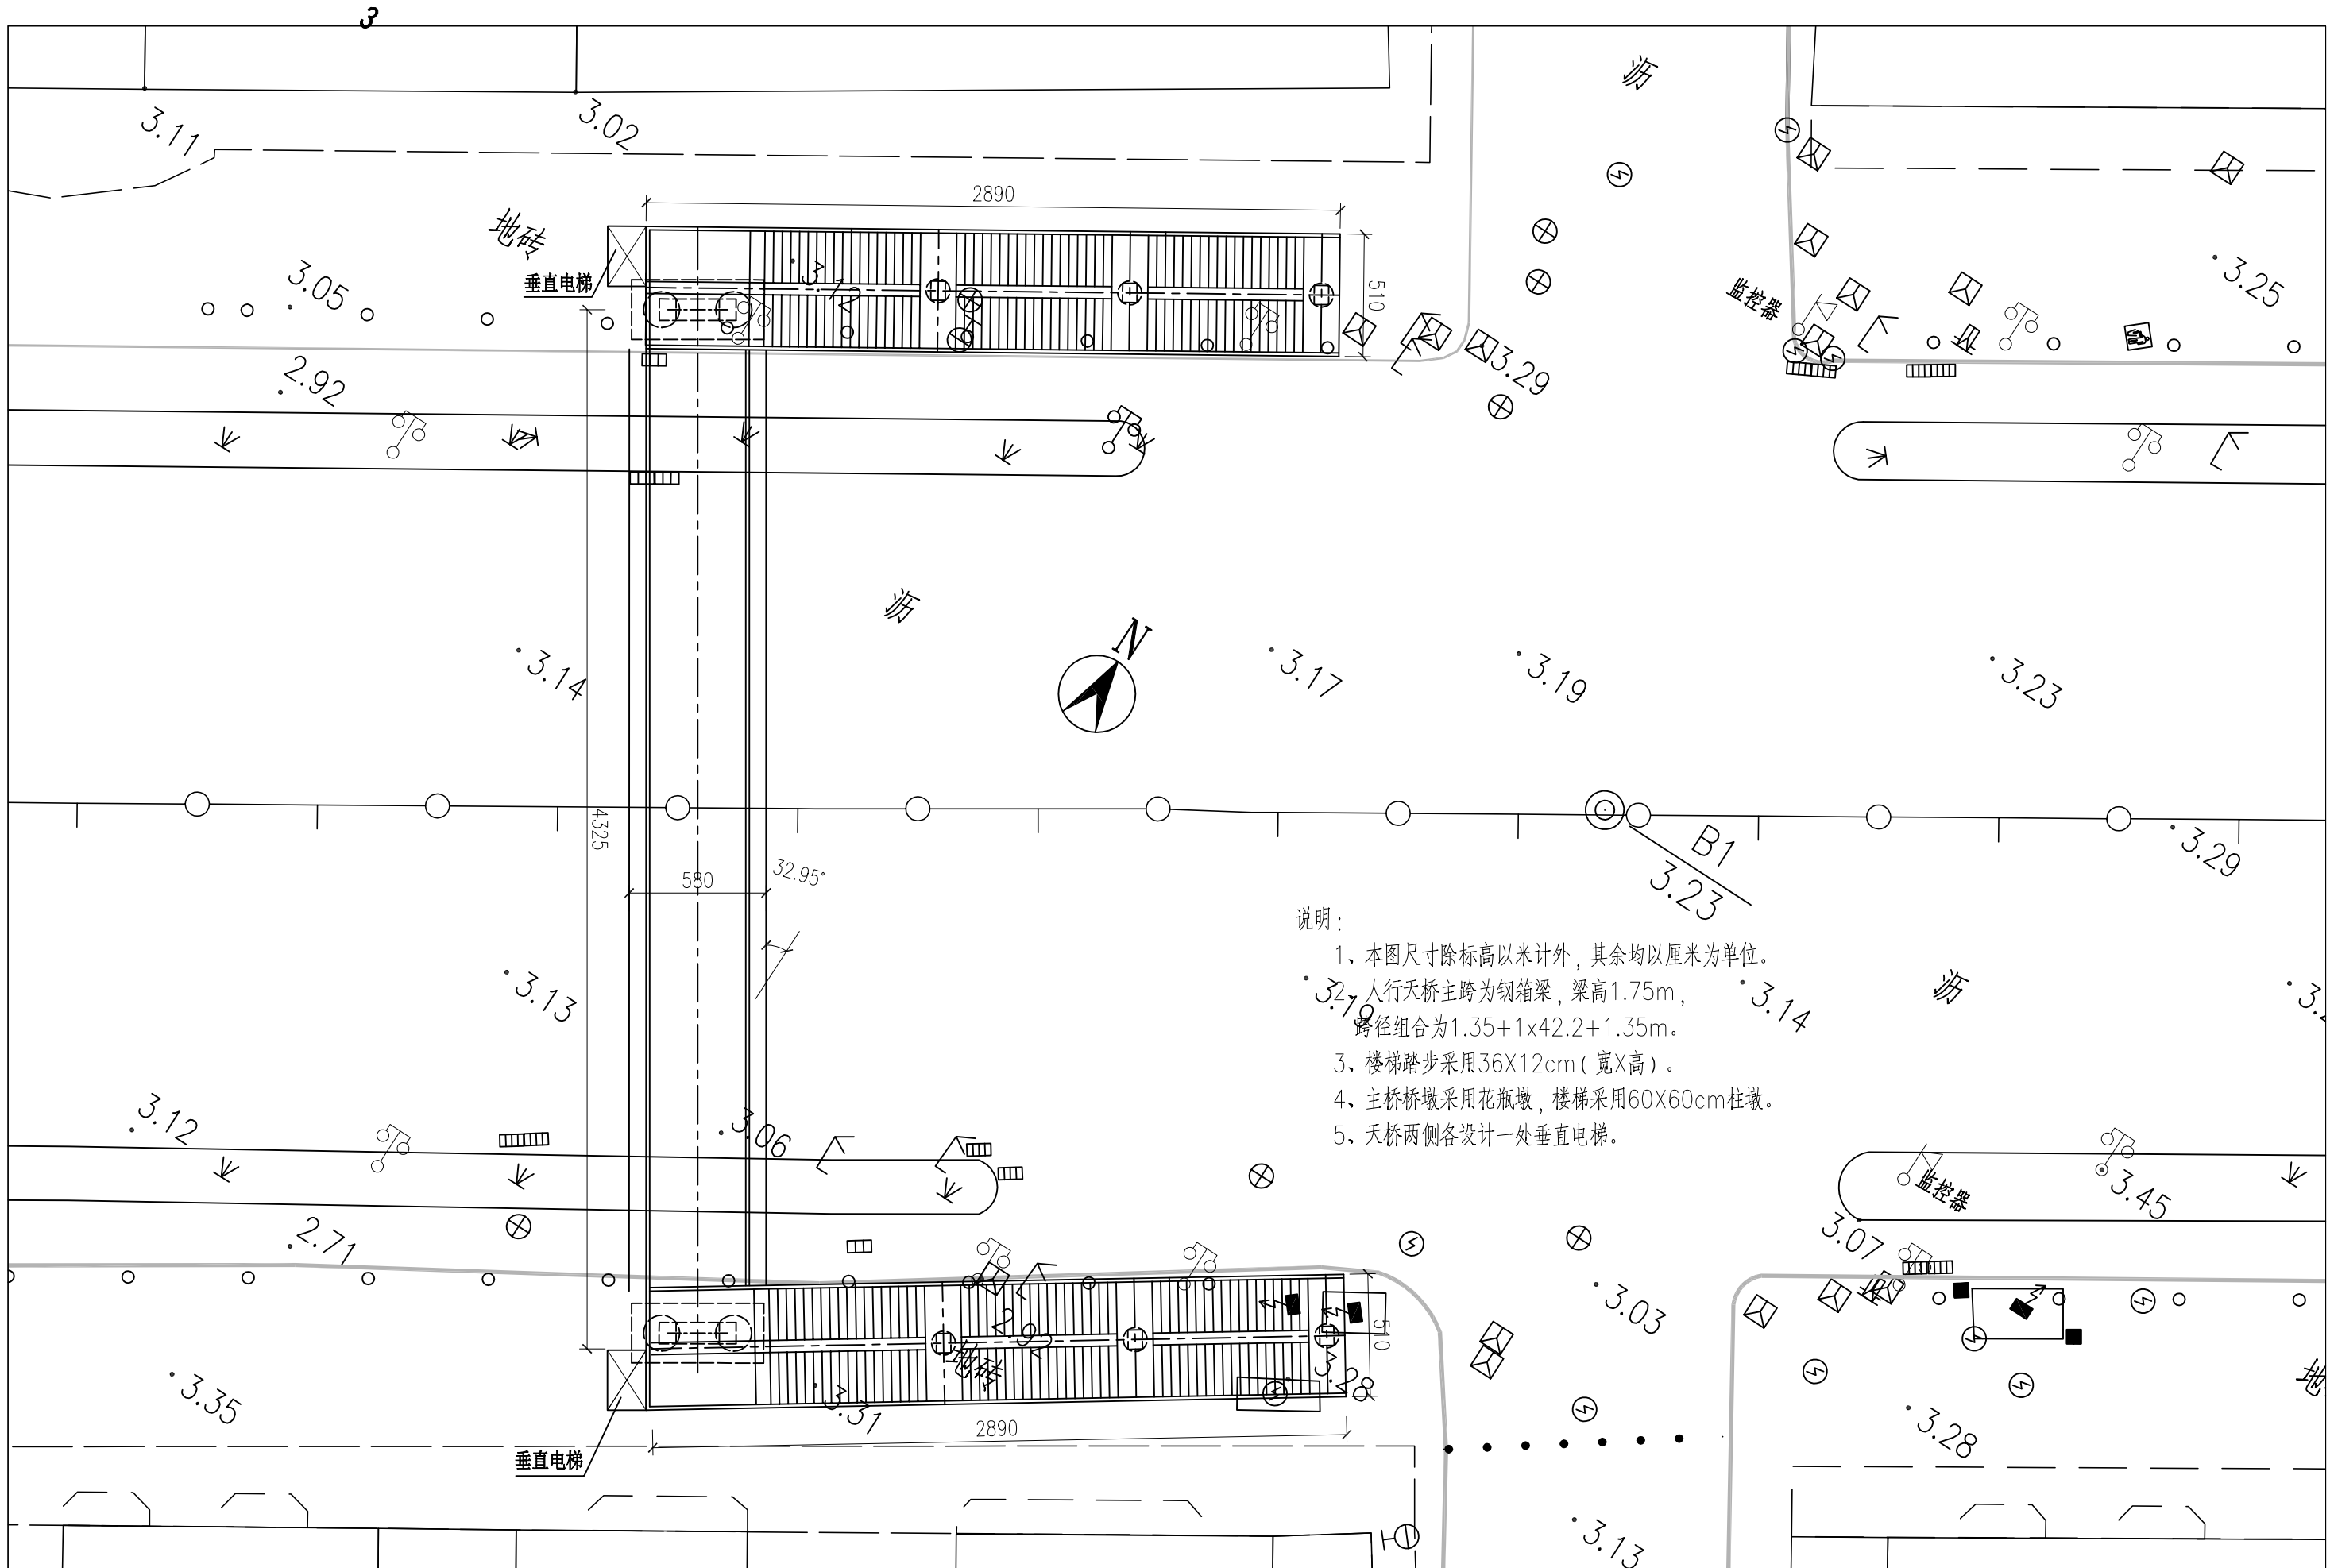 3
3.11
3.02
沥
2890
地砖
垂直电梯
3.05
3.12
510
监控器
3.25
2.92
3.29
沥
N
3.14
3.17
3.19
3.23
4325
580
32.95°
B1
3.23
3.29
说明：
1、本图尺寸除标高以米计外，其余均以厘米为单位。
2、人行天桥主跨为钢箱梁，梁高1.75m，
跨径组合为1.35+1x42.2+1.35m。
3、楼梯踏步采用36X12cm（宽X高）。
4、主桥桥墩采用花瓶墩，楼梯采用60X60cm柱墩。
5、天桥两侧各设计一处垂直电梯。
3.13
3.19
3.14
沥
3.12
3.06
监控器
3.45
2.71
3.07
3.03
510
地砖
3.28
3.35
3.31
2890
垂直电梯
3.28
地
3.13